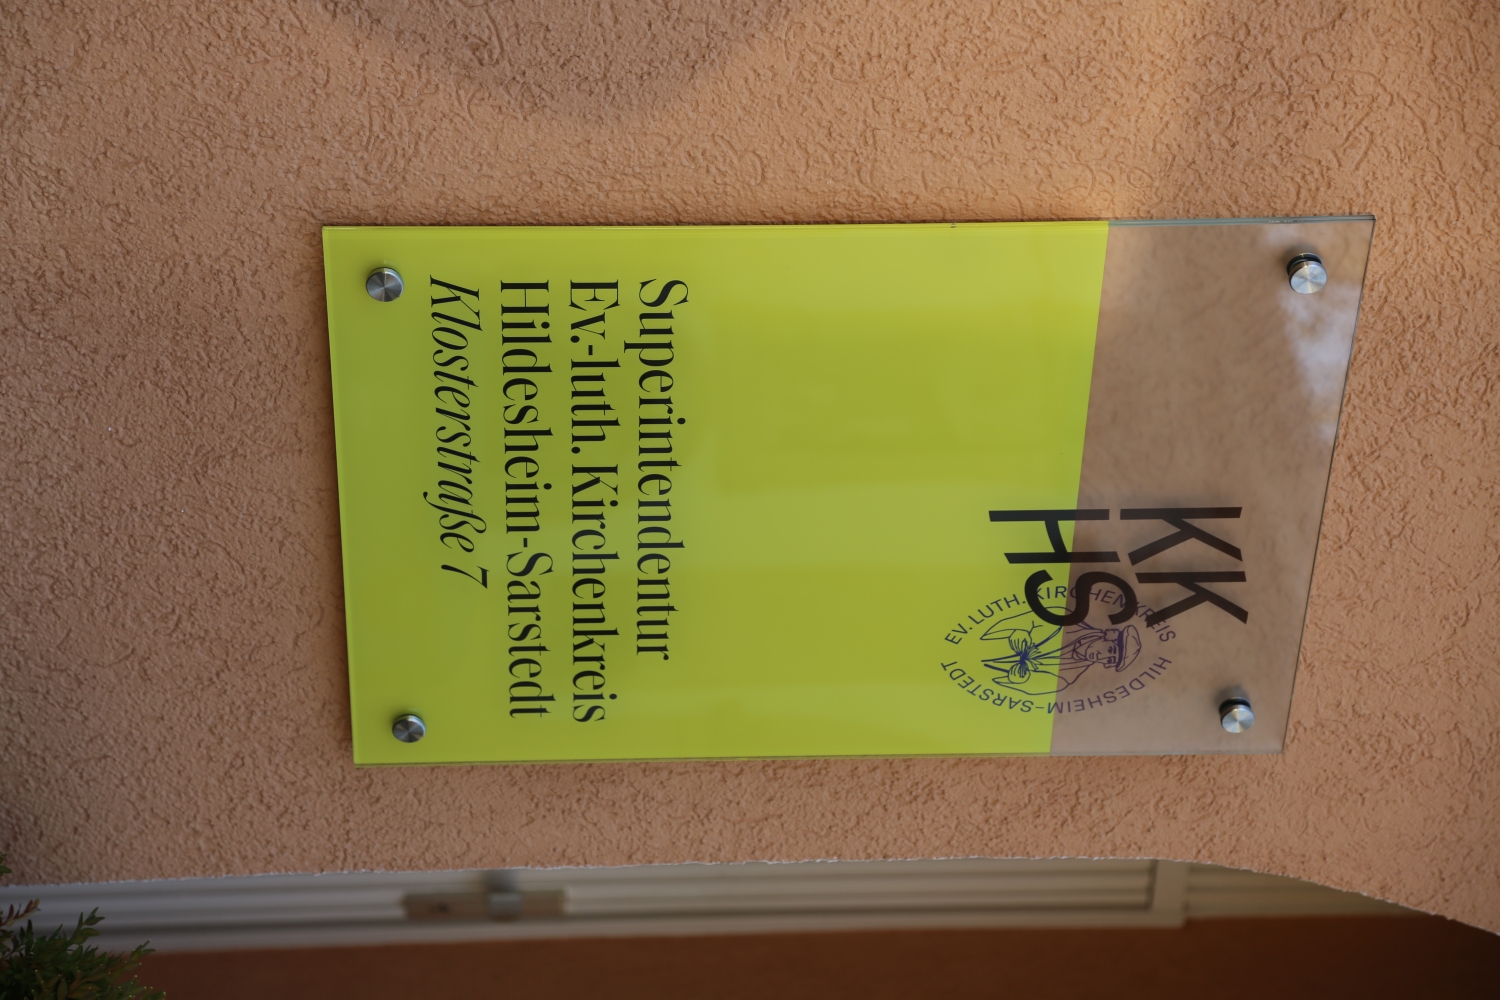 KK
HS
EV. LUTH. KIRCHENKREIS HILDESHEIM-SARSTEDT
Superintendentur
Ev.-luth. Kirchenkreis
Hildesheim-Sarstedt
Klosterstraße 7